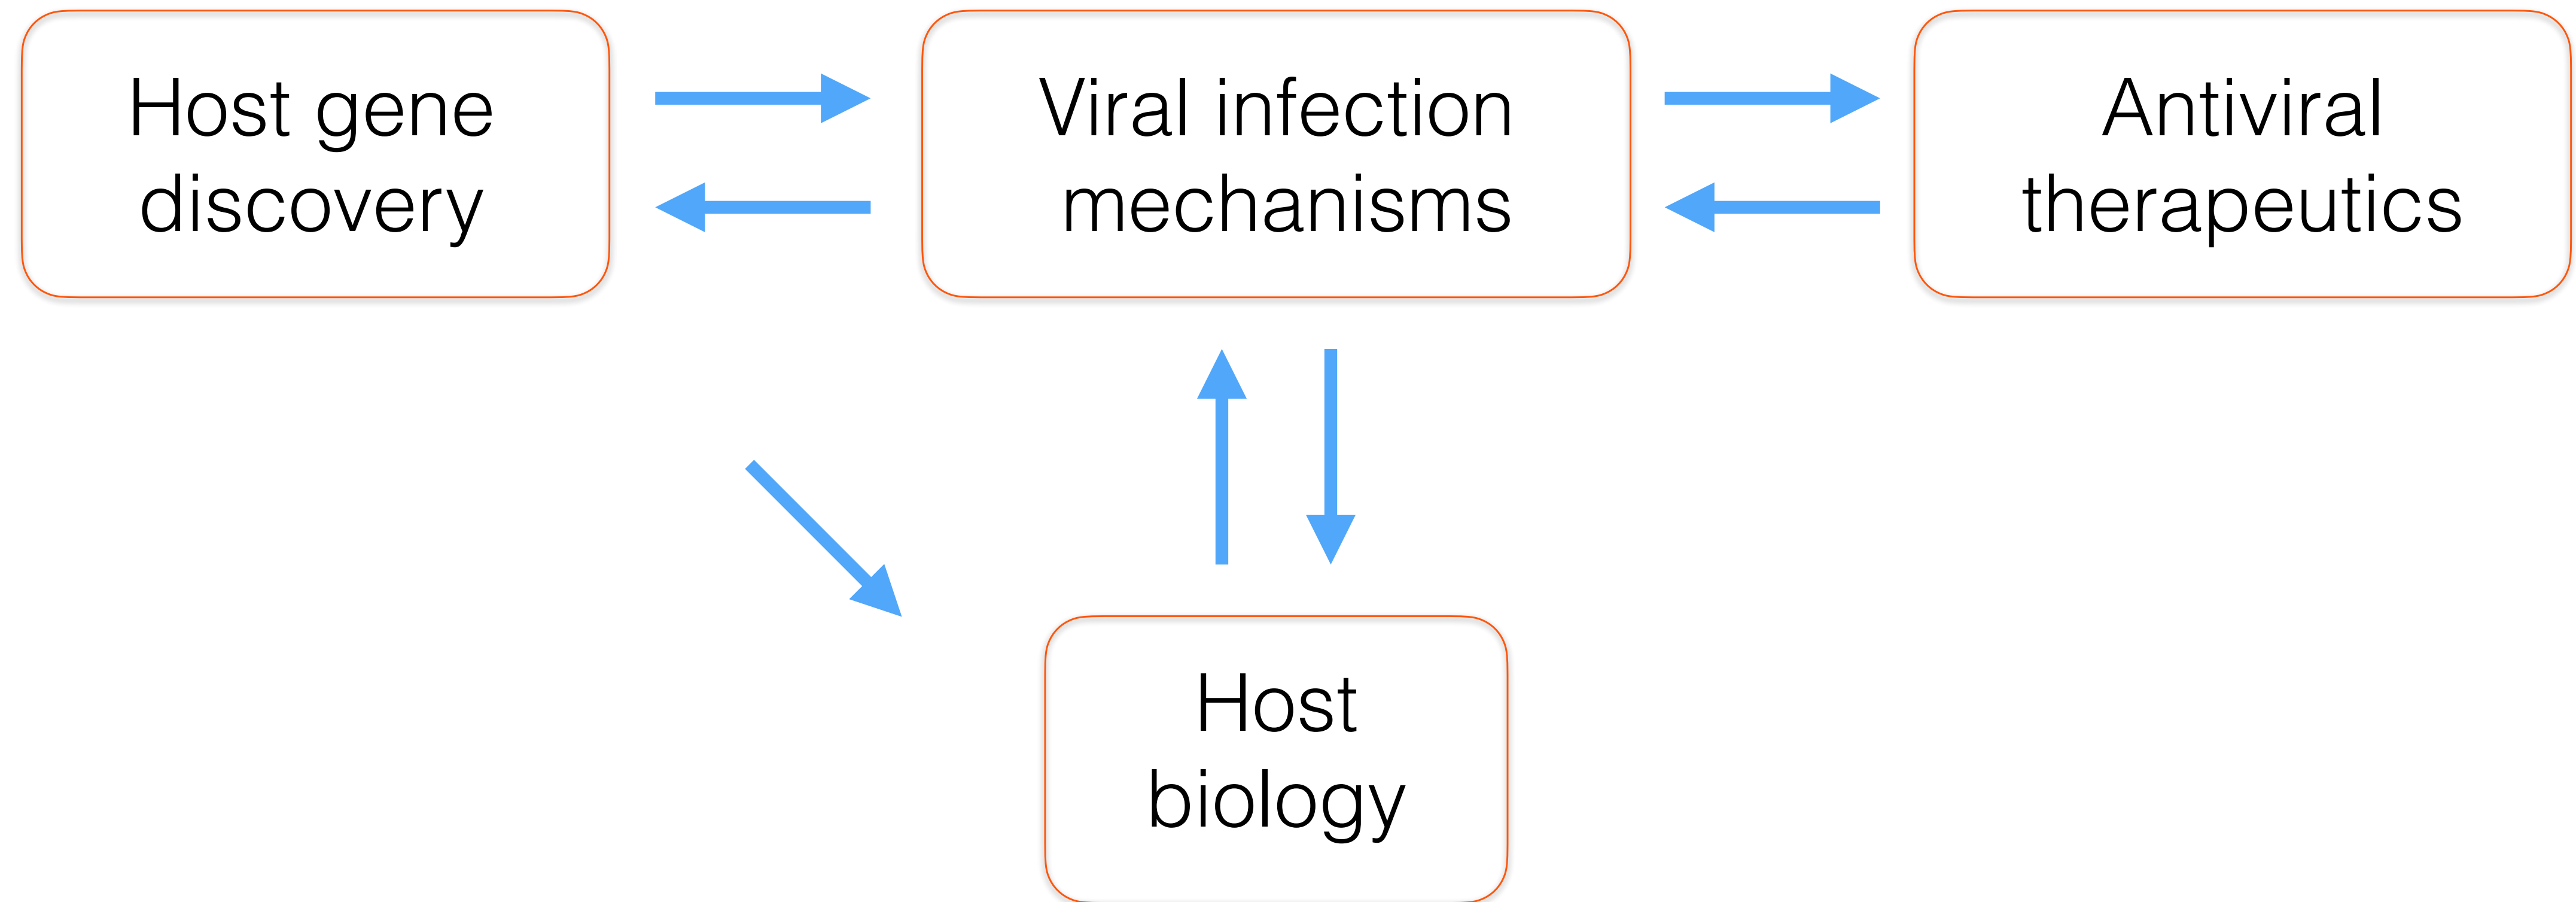 Host gene
discovery
Viral infection
mechanisms
Antiviral
therapeutics
Host
biology